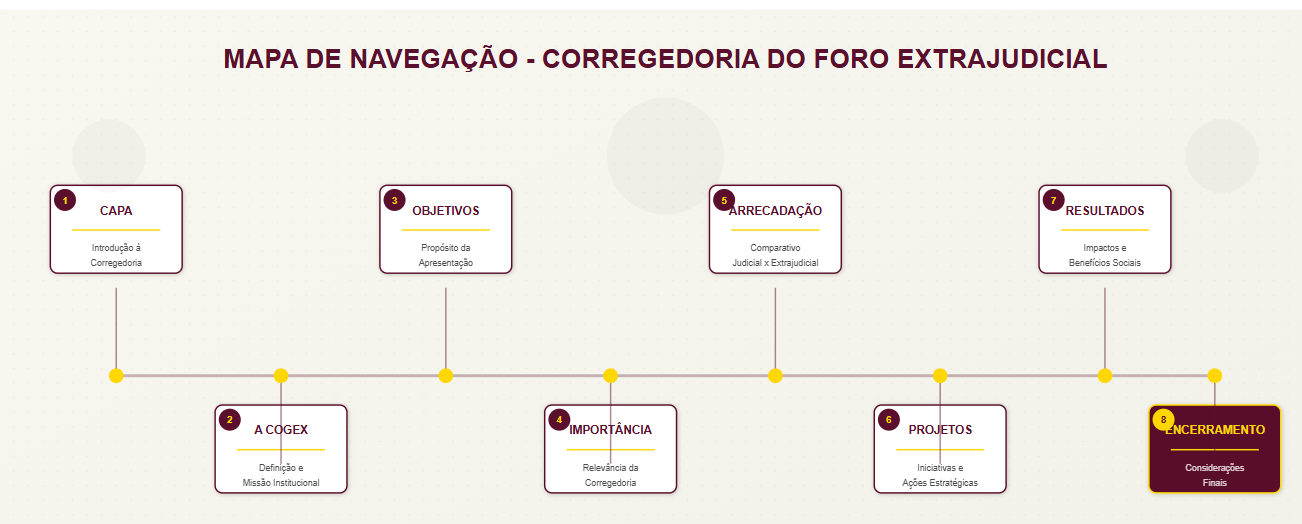 MAPA DE NAVEGAÇÃO - CORREGEDORIA DO FORO EXTRAJUDICIAL
1
CAPA
Introdução à
Corregedoria
2
A COGEX
Definição e
Missão Institucional
3
OBJETIVOS
Propósito da
Apresentação
4
IMPORTÂNCIA
Relevância da
Corregedoria
5
ARRECADAÇÃO
Comparativo
Judicial x Extrajudicial
6
PROJETOS
Iniciativas e
Ações Estratégicas
7
RESULTADOS
Impactos e
Benefícios Sociais
8
ENCERRAMENTO
Considerações
Finais